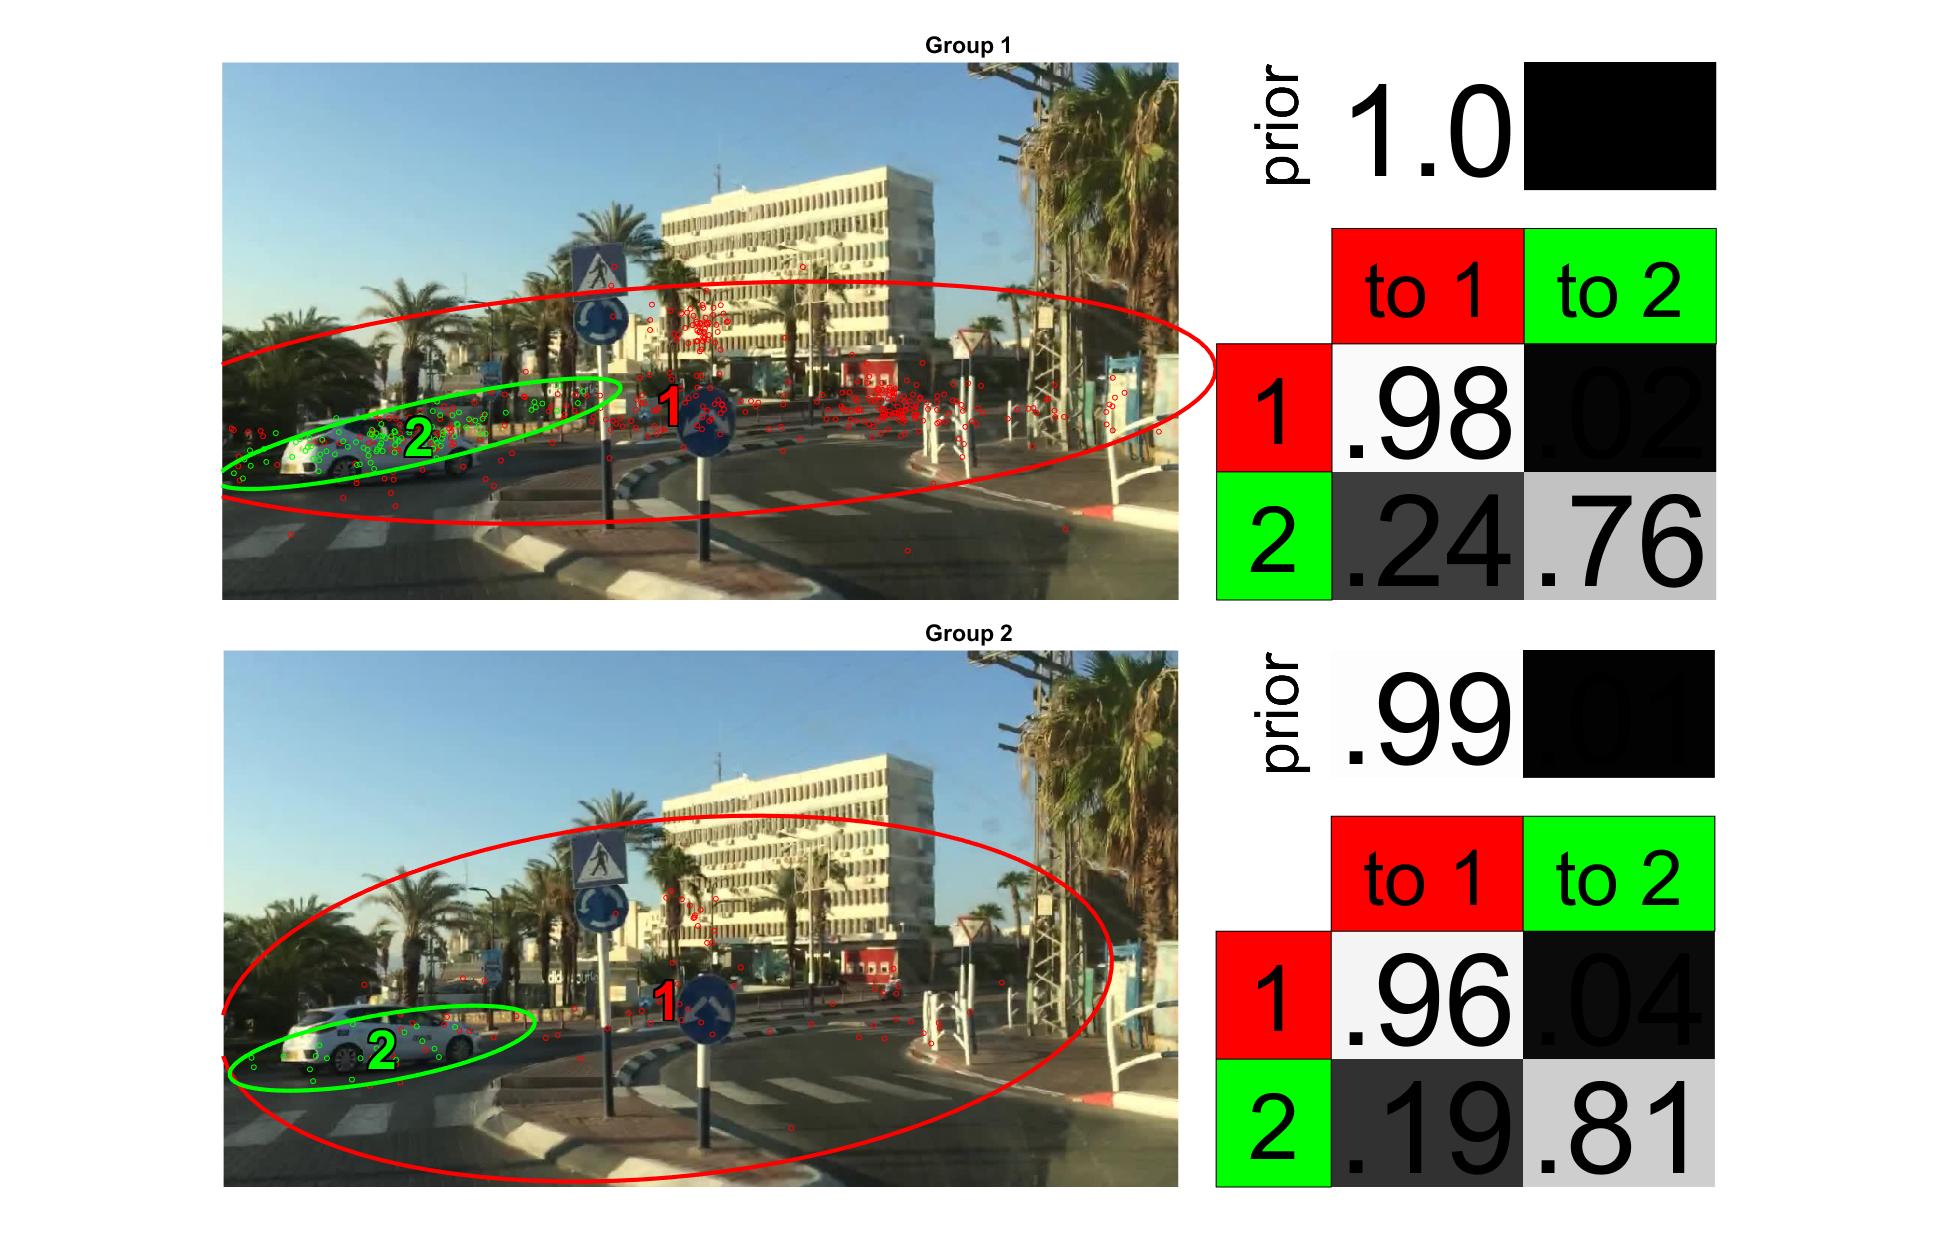 Group 1
prior 1.0
to 1 to 2
1 .98 .02
2 .24 .76
1
2
Group 2
prior .99 .01
to 1 to 2
1 .96 .04
2 .19 .81
1
2